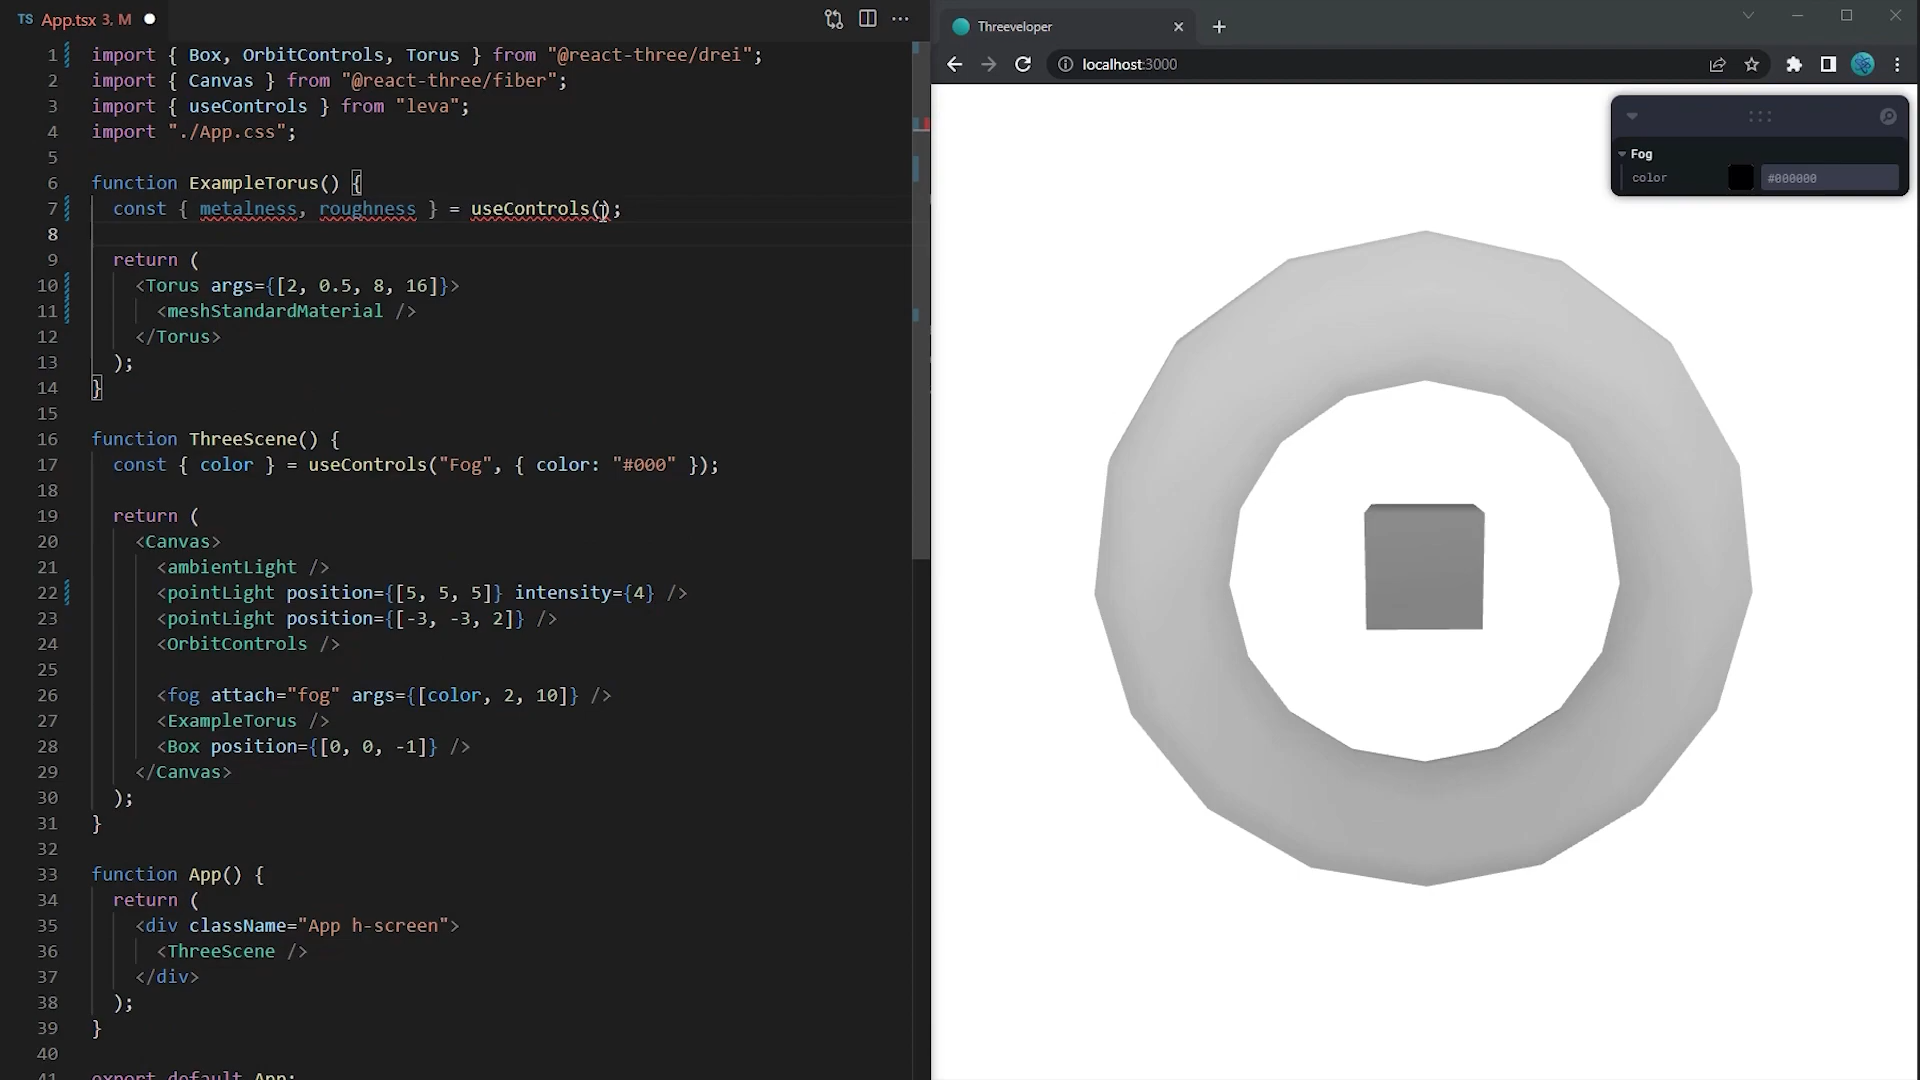 TS App.tsx 3, M
1 import { Box, OrbitControls, Torus } from "@react-three/drei";
2 import { Canvas } from "@react-three/fiber";
3 import { useControls } from "leva";
4 import "./App.css";
5
6 function ExampleTorus() {
7 const { metalness, roughness } = useControls();
8
9 return (
10 <Torus args={[2, 0.5, 8, 16]}>
11 <meshStandardMaterial />
12 </Torus>
13 );
14 }
15
16 function ThreeScene() {
17 const { color } = useControls("Fog", { color: "#000" });
18
19 return (
20 <Canvas>
21 <ambientLight />
22 <pointLight position={[5, 5, 5]} intensity={4} />
23 <pointLight position={[-3, -3, 2]} />
24 <OrbitControls />
25
26 <fog attach="fog" args={[color, 2, 10]} />
27 <ExampleTorus />
28 <Box position={[0, 0, -1]} />
29 </Canvas>
30 );
31 }
32
33 function App() {
34 return (
35 <div className="App h-screen">
36 <ThreeScene />
37 </div>
38 );
39 }
40
41 export default App;
Threeveloper
localhost:3000
Fog
color #000000